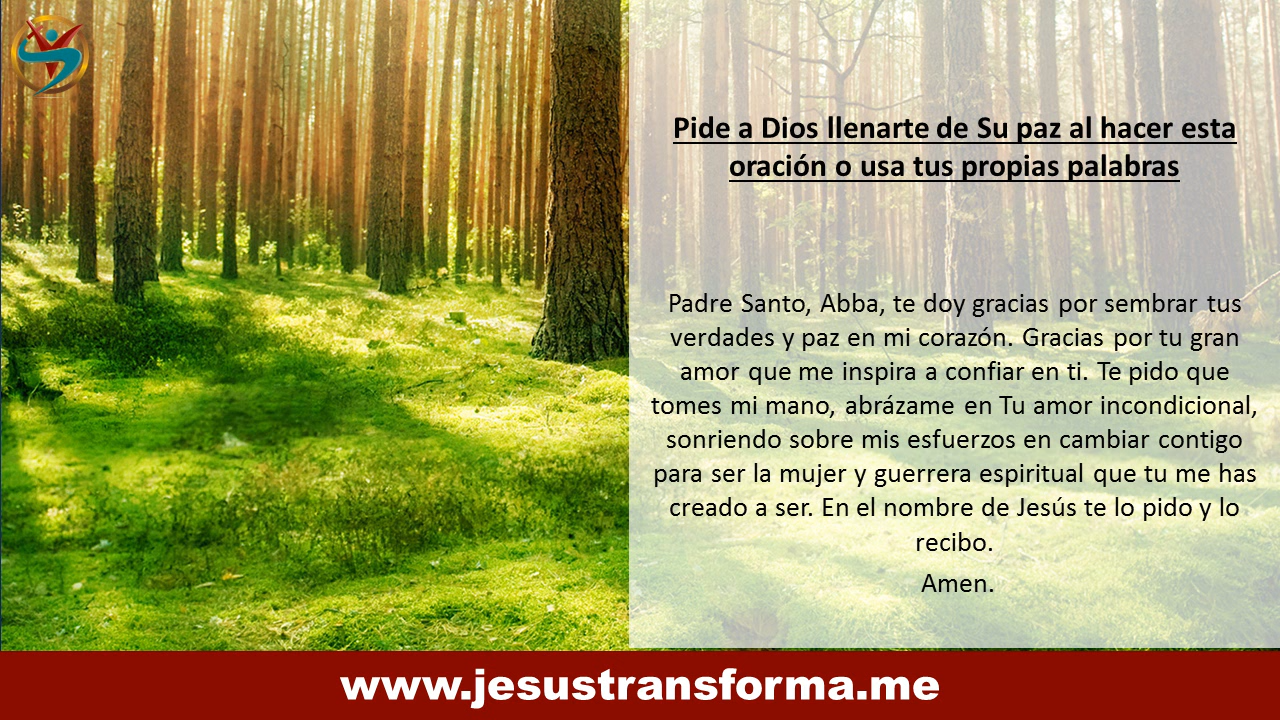 Pide a Dios llenarte de Su paz al hacer esta
oración o usa tus propias palabras
Padre Santo, Abba, te doy gracias por sembrar tus
verdades y paz en mi corazón. Gracias por tu gran
amor que me inspira a confiar en ti. Te pido que
tomes mi mano, abrázame en Tu amor incondicional,
sonriendo sobre mis esfuerzos en cambiar contigo
para ser la mujer y guerrera espiritual que tu me has
creado a ser. En el nombre de Jesús te lo pido y lo
recibo.
Amen.
www.jesustransforma.me